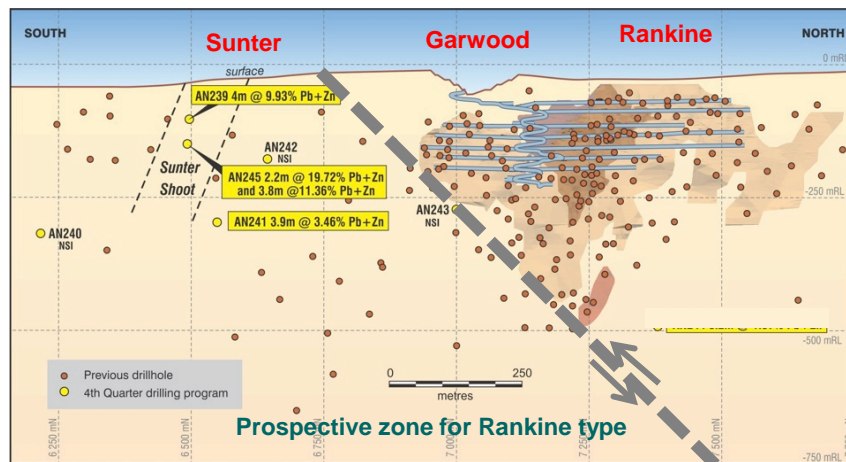 SOUTH
Sunter
Garwood
Rankine
NORTH
surface
0 mRL
AN239 4m @ 9.93% Pb+Zn
AN242
NSI
Sunter
Shoot
AN245 2.2m @ 19.72% Pb+Zn
and 3.8m @11.36% Pb+Zn
-250 mRL
AN240
NSI
AN241 3.9m @ 3.46% Pb+Zn
AN243
NSI
-500 mRL
Previous drillhole
4th Quarter drilling program
0
250
metres
Prospective zone for Rankine type
6 250 mN
6 500 mN
6 750 mN
7 000 mN
7 250 mN
7 500 mN
-750 mRL